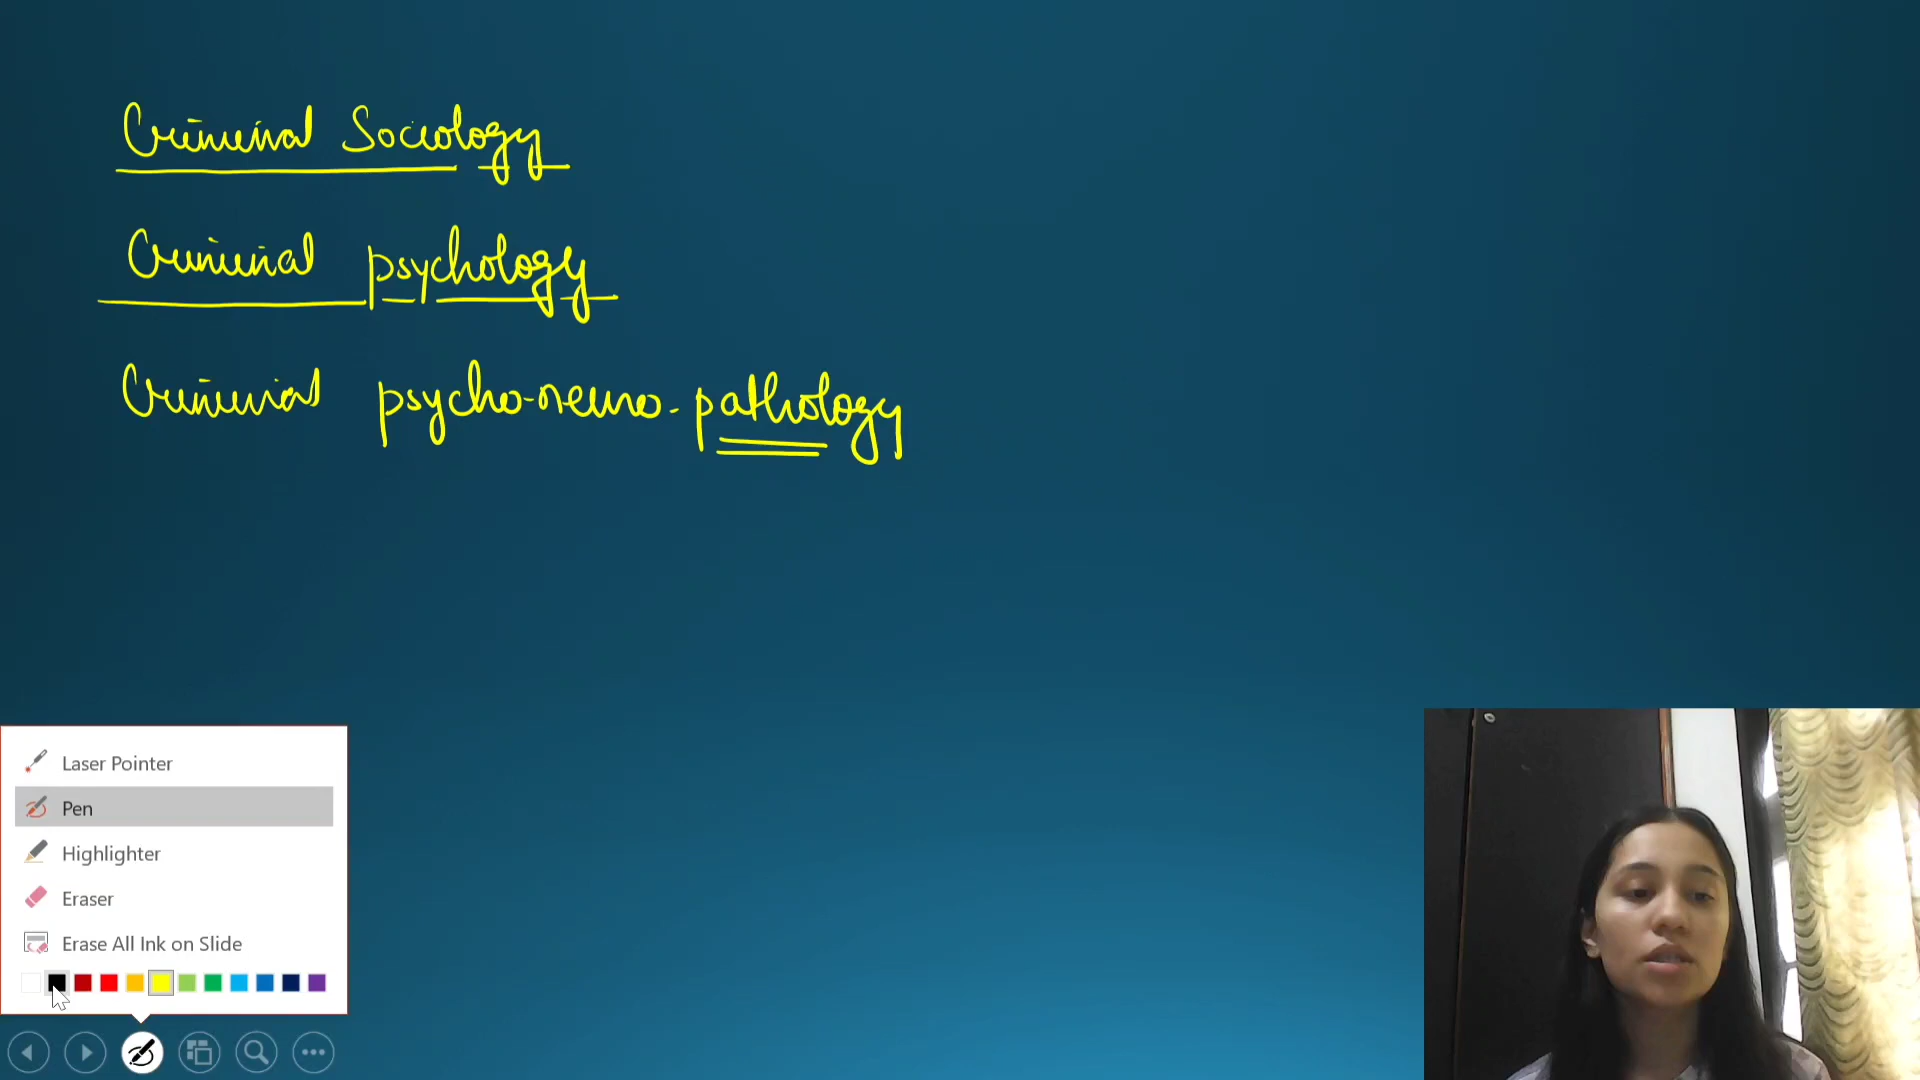 Criminal Sociology
Criminal psychology
Criminal psycho-neuro-pathology
Laser Pointer
Pen
Highlighter
Eraser
Erase All Ink on Slide